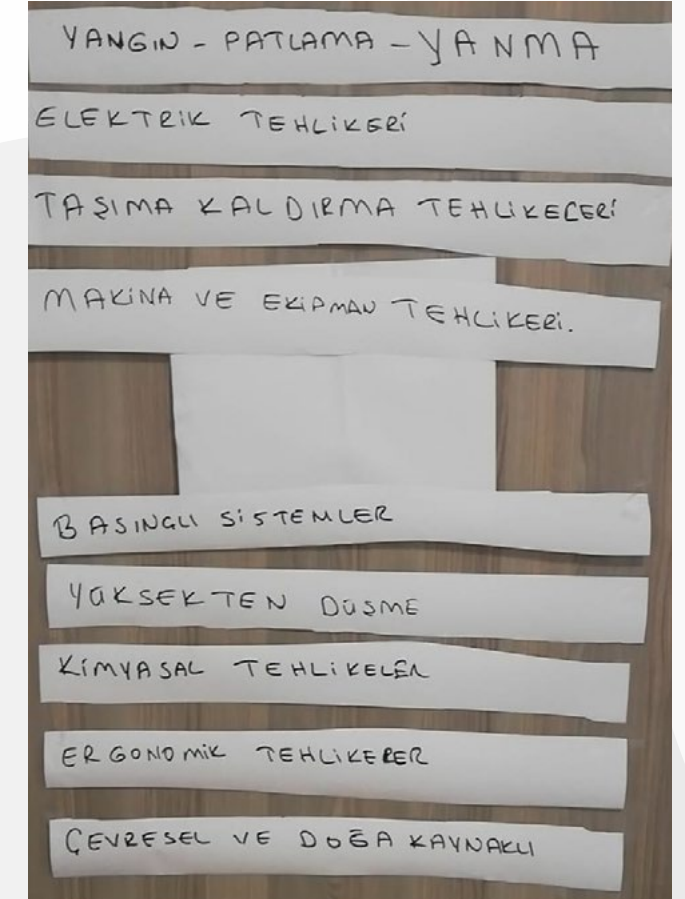 YANGIN - PATLAMA - YANMA
ELEKTRİK TEHLİKERİ
TAŞIMA KALDIRMA TEHLİKELERİ
MAKİNA VE EKİPMAN TEHLİKERİ.
BASINÇLI SİSTEMLER
YÜKSEKTEN DÜŞME
KİMYASAL TEHLİKELER
ERGONOMİK TEHLİKELER
ÇEVRESEL VE DOĞA KAYNAKLI